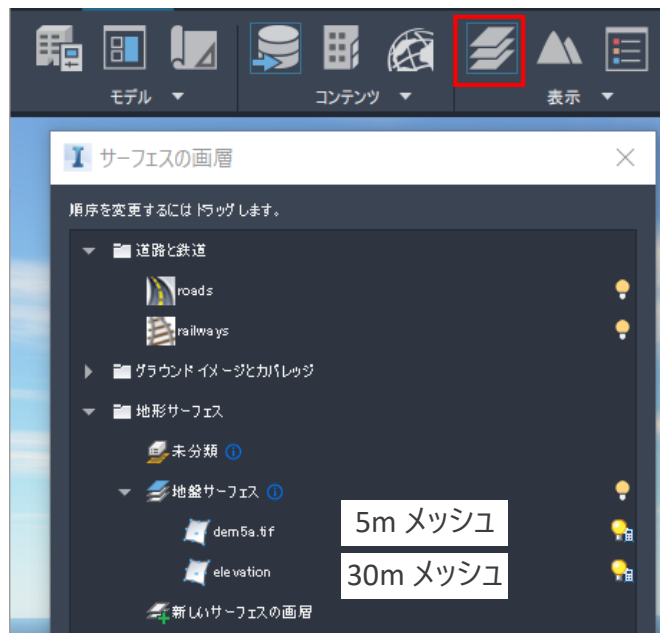 モデル
コンテンツ
表示
サーフェスの画層
順序を変更するにはドラッグします。
道路と鉄道
roads
railways
グラウンド イメージとカバレッジ
地形サーフェス
未分類
地盤サーフェス
dem5a.tif
5m メッシュ
elevation
30m メッシュ
新しいサーフェスの画層